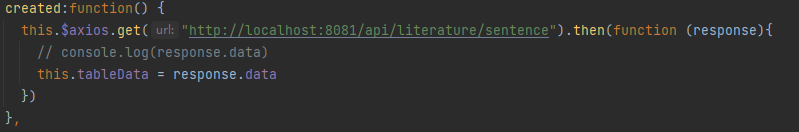 created:function() {
this.$axios.get( url: "http://localhost:8081/api/literature/sentence").then(function (response){
// console.log(response.data)
this.tableData = response.data
})
},